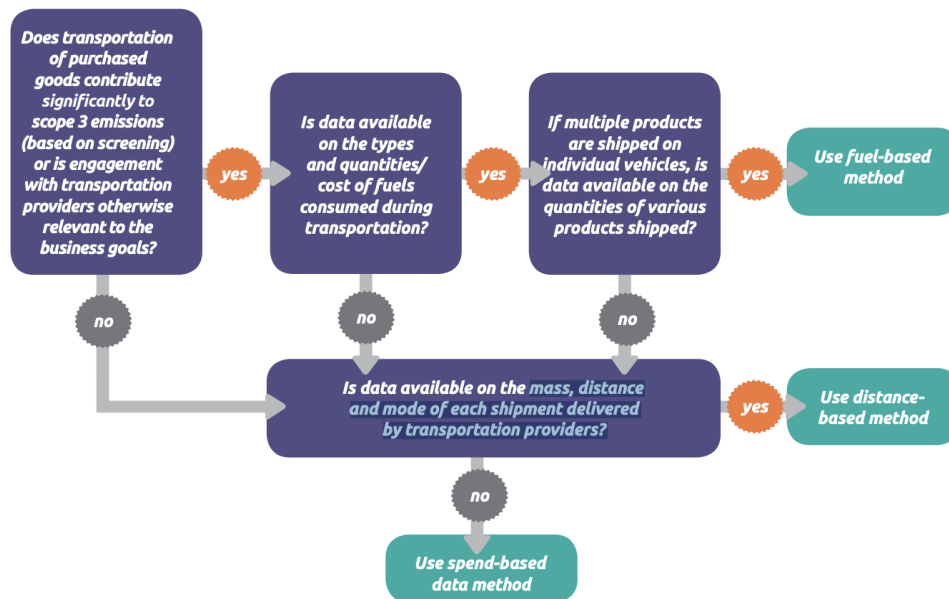 Does transportation
of purchased
goods contribute
significantly to
scope 3 emissions
(based on screening)
or is engagement
with transportation
providers otherwise
relevant to the
business goals?
yes
Is data available
on the types
and quantities/
cost of fuels
consumed during
transportation?
yes
If multiple products
are shipped on
individual vehicles, is
data available on the
quantities of various
products shipped?
yes
Use fuel-based
method
no
no
no
Is data available on the mass, distance
and mode of each shipment delivered
by transportation providers?
yes
Use distance-
based method
no
Use spend-based
data method